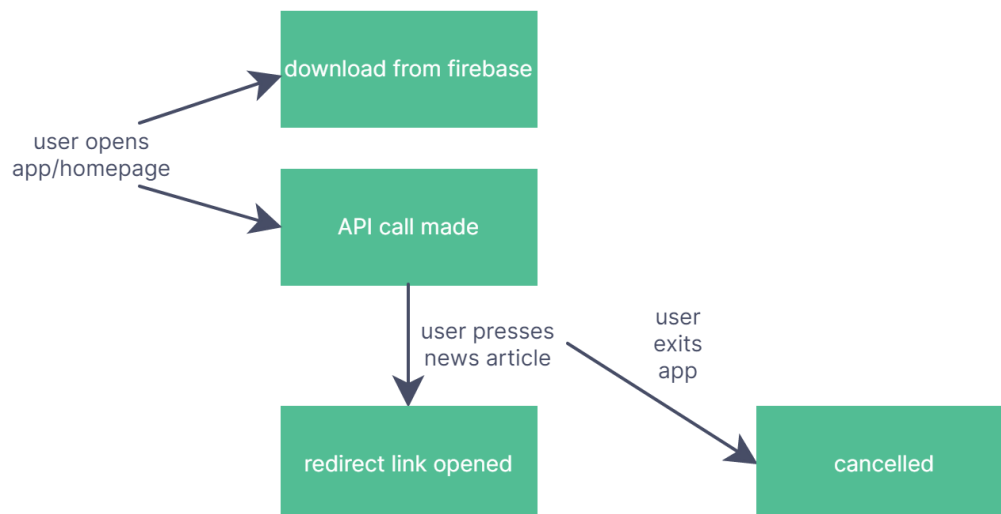 download from firebase
user opens
app/homepage
API call made
user presses
news article
user
exits
app
redirect link opened
cancelled